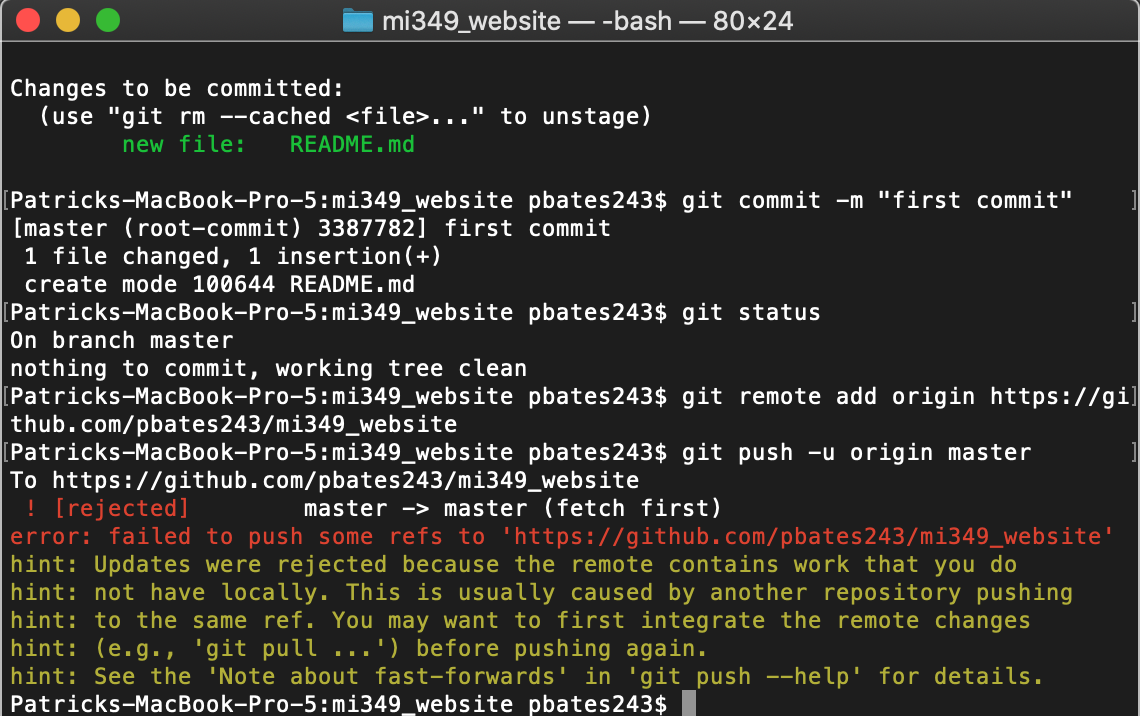 mi349_website — -bash — 80×24
Changes to be committed:
  (use "git rm --cached <file>..." to unstage)
        new file:   README.md
[Patricks-MacBook-Pro-5:mi349_website pbates243$ git commit -m "first commit"    ]
[master (root-commit) 3387782] first commit
 1 file changed, 1 insertion(+)
 create mode 100644 README.md
[Patricks-MacBook-Pro-5:mi349_website pbates243$ git status                      ]
On branch master
nothing to commit, working tree clean
[Patricks-MacBook-Pro-5:mi349_website pbates243$ git remote add origin https://gi]
thub.com/pbates243/mi349_website
[Patricks-MacBook-Pro-5:mi349_website pbates243$ git push -u origin master       ]
To https://github.com/pbates243/mi349_website
 ! [rejected]        master -> master (fetch first)
error: failed to push some refs to 'https://github.com/pbates243/mi349_website'
hint: Updates were rejected because the remote contains work that you do
hint: not have locally. This is usually caused by another repository pushing
hint: to the same ref. You may want to first integrate the remote changes
hint: (e.g., 'git pull ...') before pushing again.
hint: See the 'Note about fast-forwards' in 'git push --help' for details.
Patricks-MacBook-Pro-5:mi349_website pbates243$